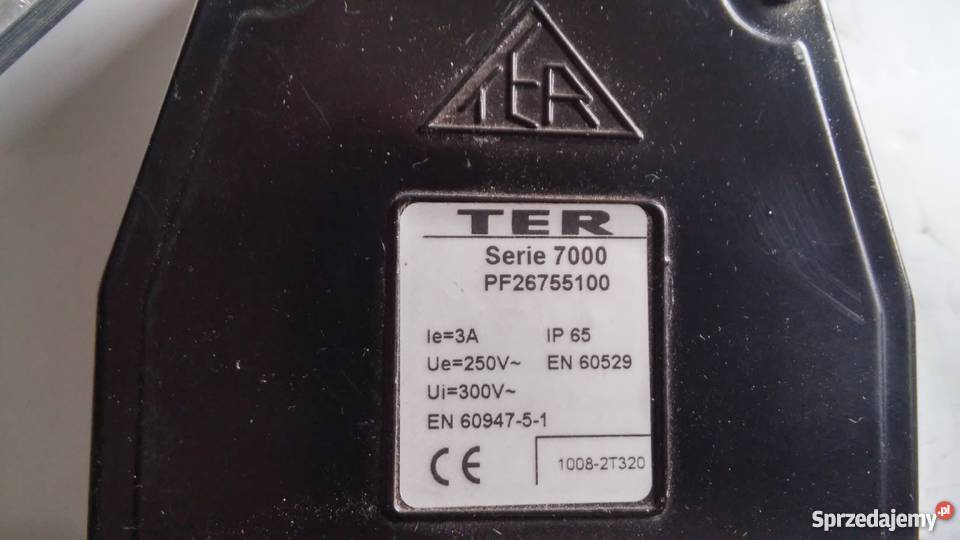 TER
TER
Serie 7000
PF26755100
Ie=3A IP 65
Ue=250V~ EN 60529
Ui=300V~
EN 60947-5-1
CE
1008-2T320
Sprzedajemy.pl